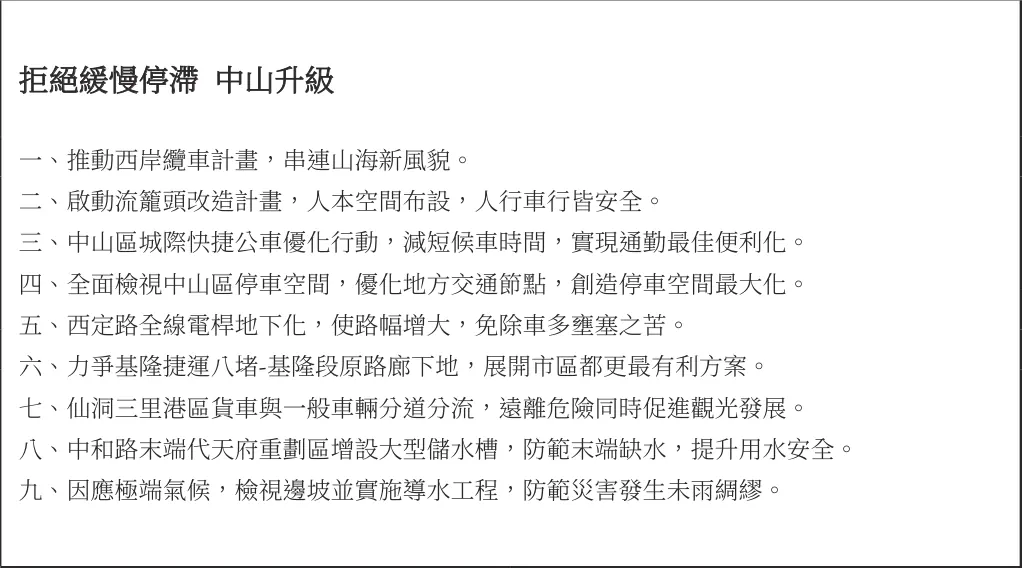 拒絕緩慢停滯 中山升級
一、推動西岸纜車計畫，串連山海新風貌。
二、啟動流籠頭改造計畫，人本空間布設，人行車行皆安全。
三、中山區城際快捷公車優化行動，減短候車時間，實現通勤最佳便利化。
四、全面檢視中山區停車空間，優化地方交通節點，創造停車空間最大化。
五、西定路全線電桿地下化，使路幅增大，免除車多壅塞之苦。
六、力爭基隆捷運八堵-基隆段原路廊下地，展開市區都更最有利方案。
七、仙洞三里港區貨車與一般車輛分道分流，遠離危險同時促進觀光發展。
八、中和路末端代天府重劃區增設大型儲水槽，防範末端缺水，提升用水安全。
九、因應極端氣候，檢視邊坡並實施導水工程，防範災害發生未雨綢繆。